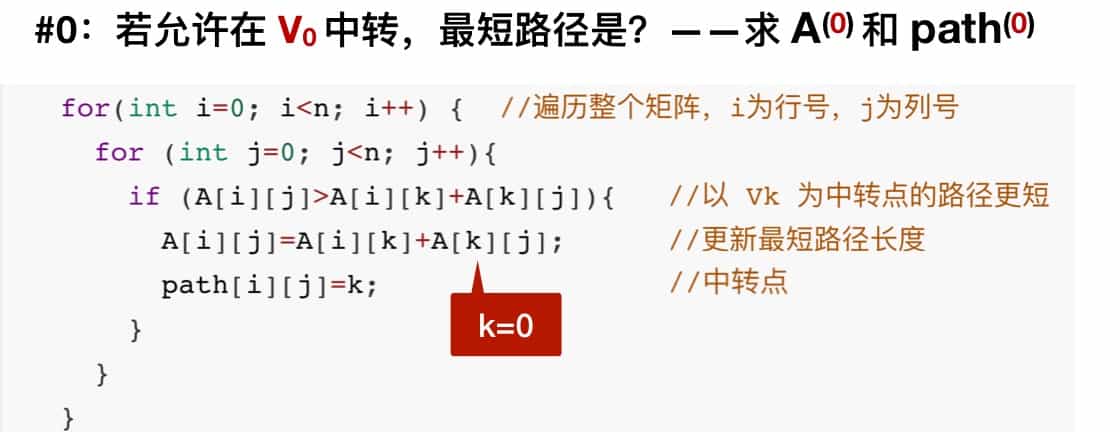 #0：若允许在 V0 中转，最短路径是？——求 A(0) 和 path(0)
for(int i=0; i<n; i++) { //遍历整个矩阵，i为行号，j为列号
for (int j=0; j<n; j++){
if (A[i][j]>A[i][k]+A[k][j]){ //以 Vk 为中转点的路径更短
A[i][j]=A[i][k]+A[k][j]; //更新最短路径长度
path[i][j]=k; //中转点
k=0
}
}
}